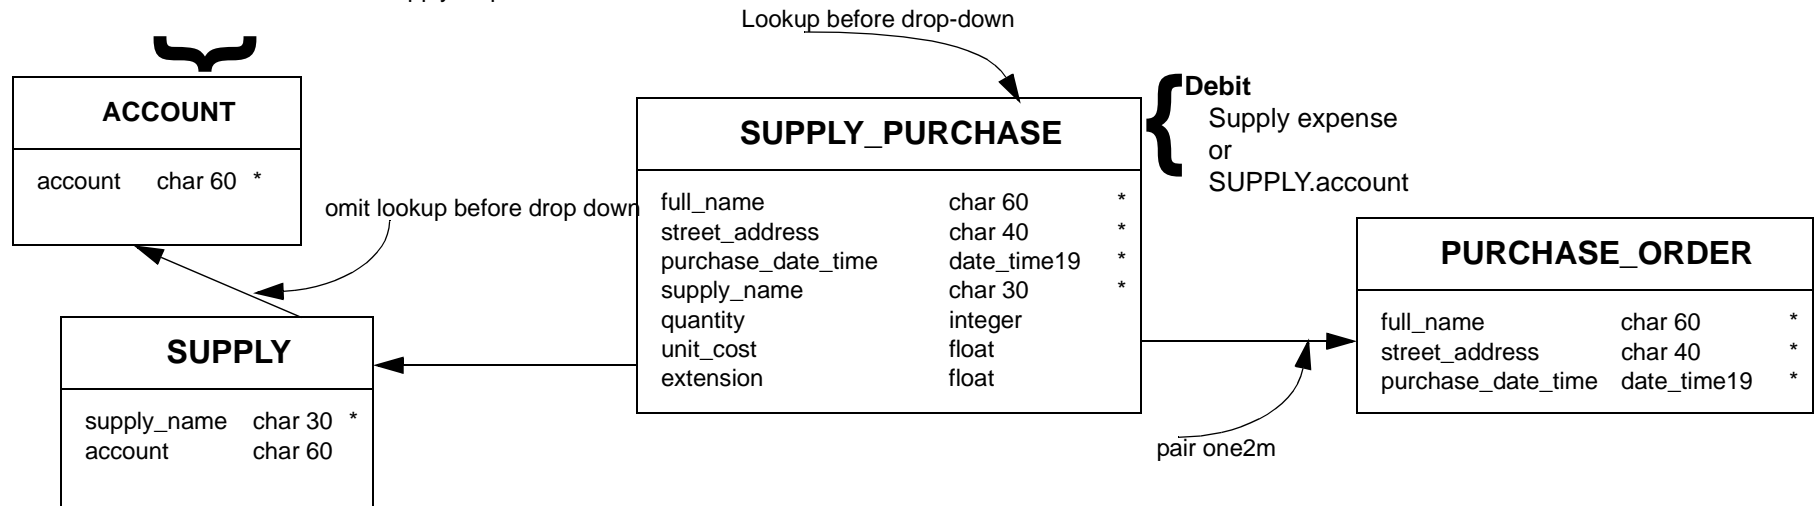 Lookup before drop-down
ACCOUNT
account char 60 *
omit lookup before drop down
SUPPLY
supply_name char 30 *
account char 60
SUPPLY_PURCHASE
full_name char 60 *
street_address char 40 *
purchase_date_time date_time19 *
supply_name char 30 *
quantity integer
unit_cost float
extension float
Debit
Supply expense
or
SUPPLY.account
PURCHASE_ORDER
full_name char 60 *
street_address char 40 *
purchase_date_time date_time19 *
pair one2m